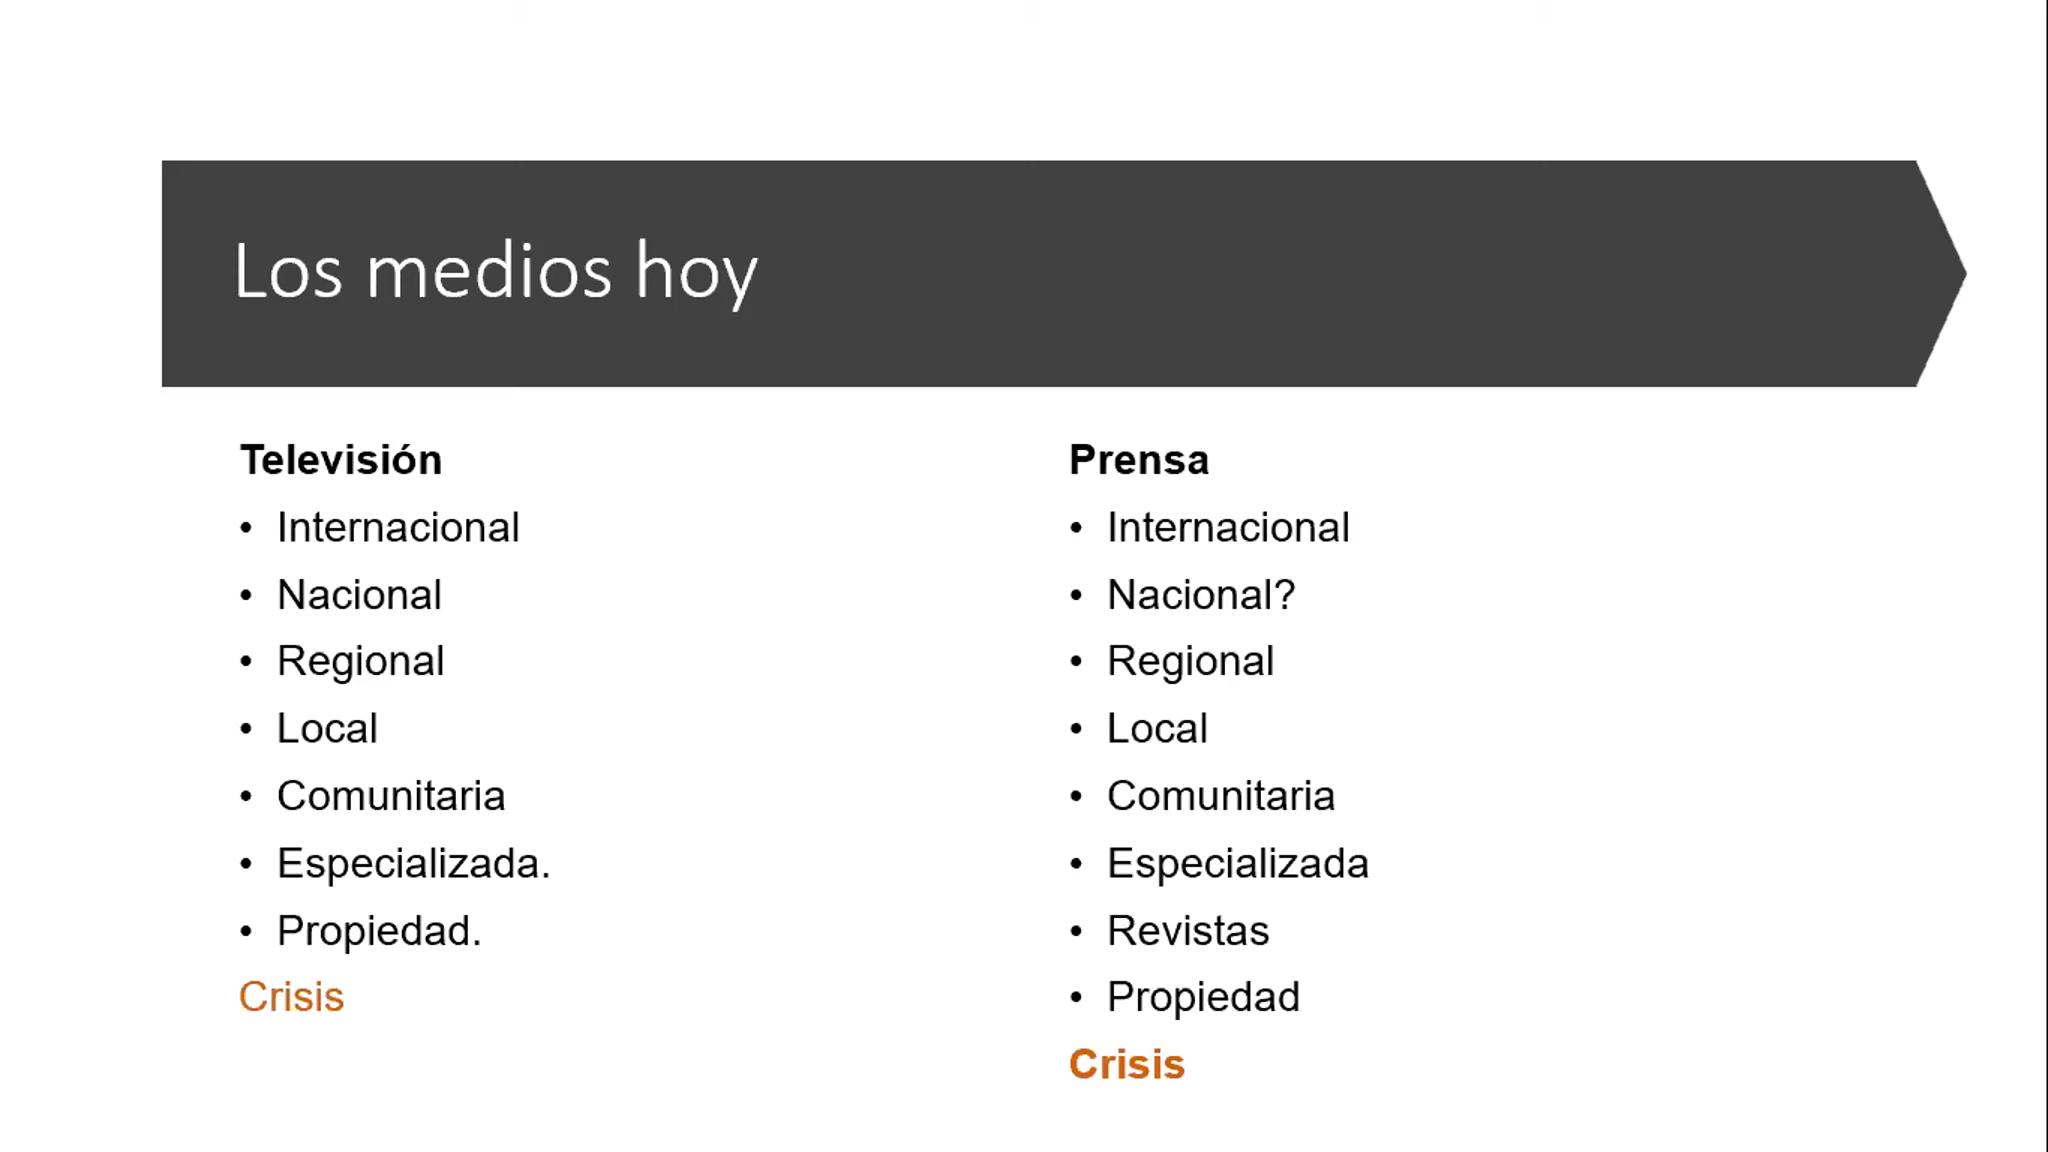 Los medios hoy
Televisión
• Internacional
• Nacional
• Regional
• Local
• Comunitaria
• Especializada.
• Propiedad.
Crisis
Prensa
• Internacional
• Nacional?
• Regional
• Local
• Comunitaria
• Especializada
• Revistas
• Propiedad
Crisis